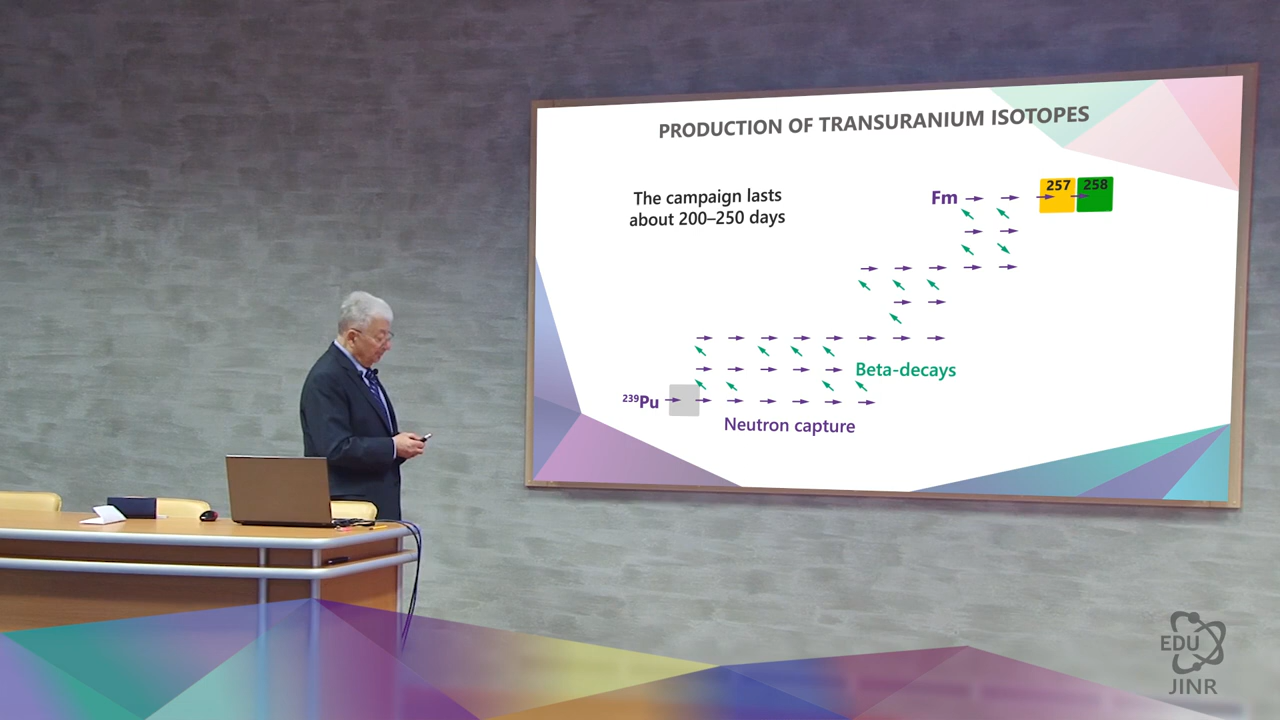 PRODUCTION OF TRANSURANIUM ISOTOPES
The campaign lasts
about 200–250 days
Fm
257 258
Beta-decays
²³⁹Pu
Neutron capture
EDU
JINR